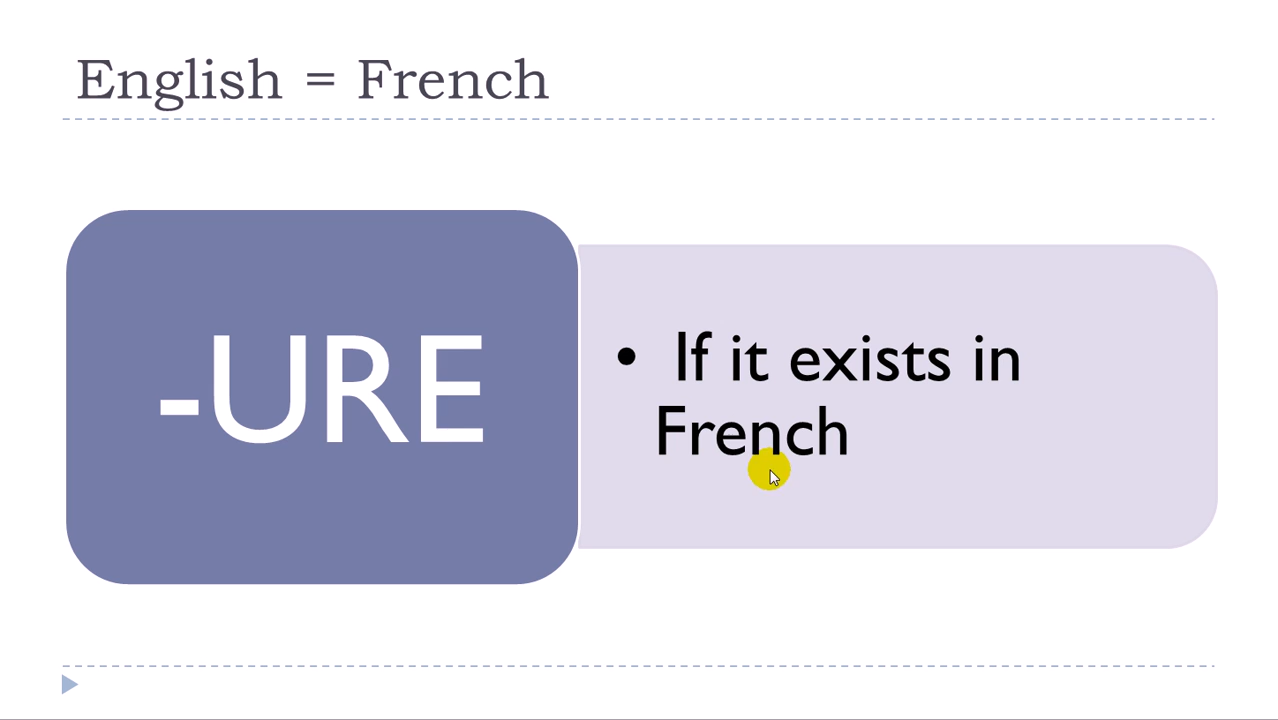 English = French
-URE
• If it exists in
French